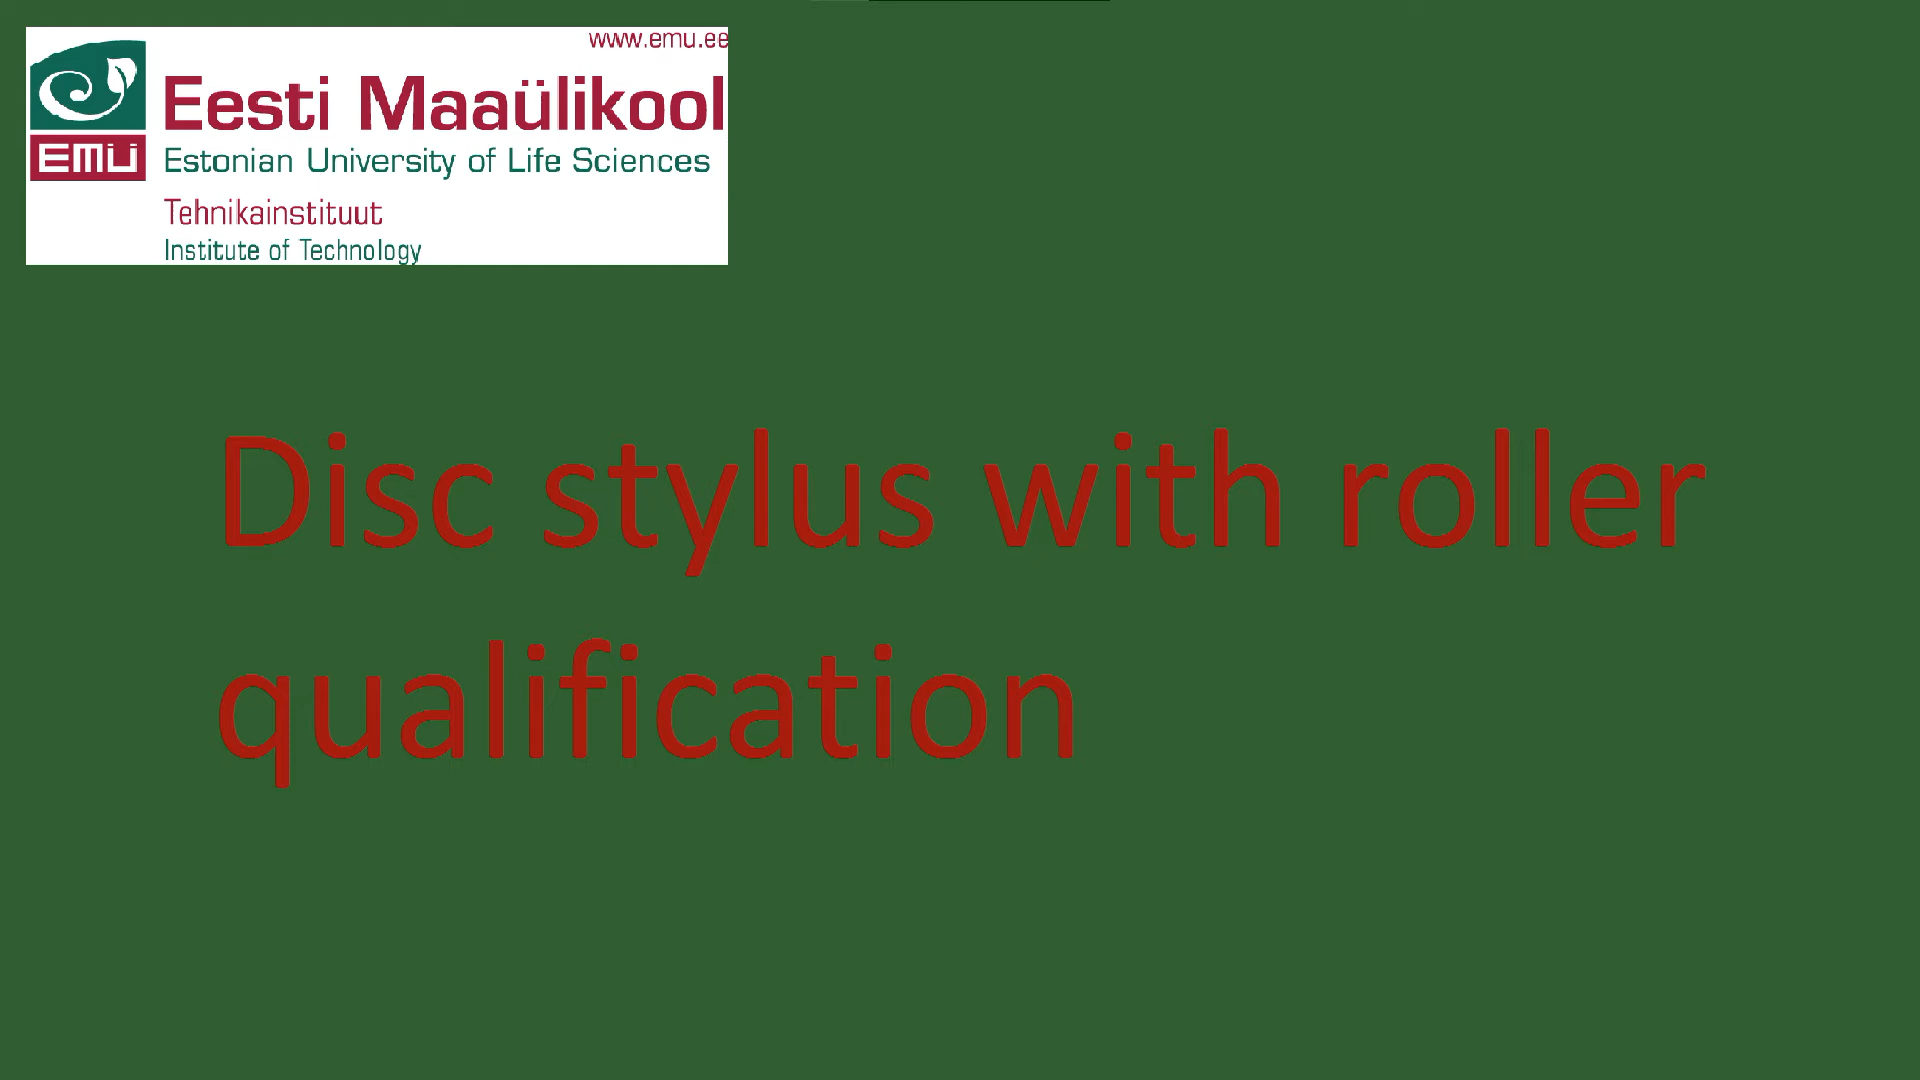 www.emu.ee
Eesti Maaülikool
EMÜ
Estonian University of Life Sciences
Tehnikainstituut
Institute of Technology
Disc stylus with roller
qualification